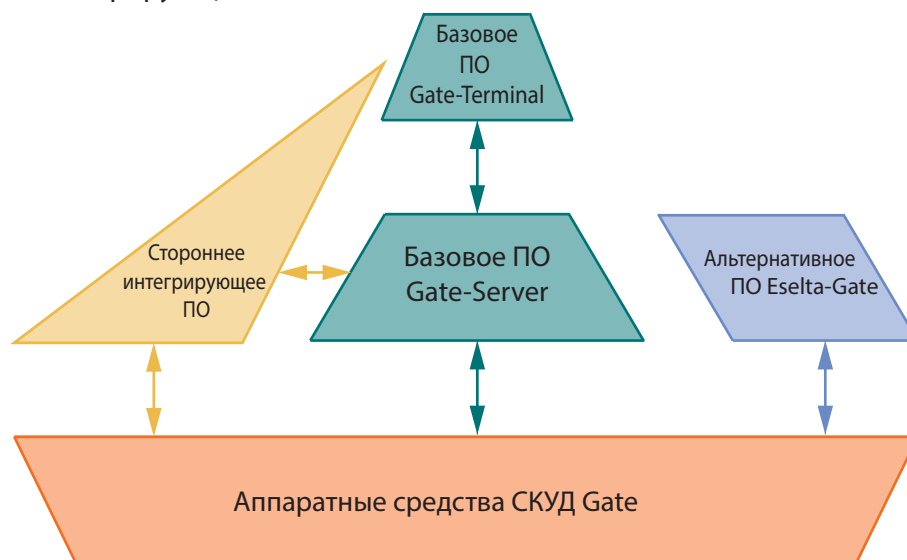 Базовое
ПО
Gate-Terminal
Стороннее
интегрирующее
ПО
Базовое ПО
Gate-Server
Альтернативное
ПО Eselta-Gate
Аппаратные средства СКУД Gate